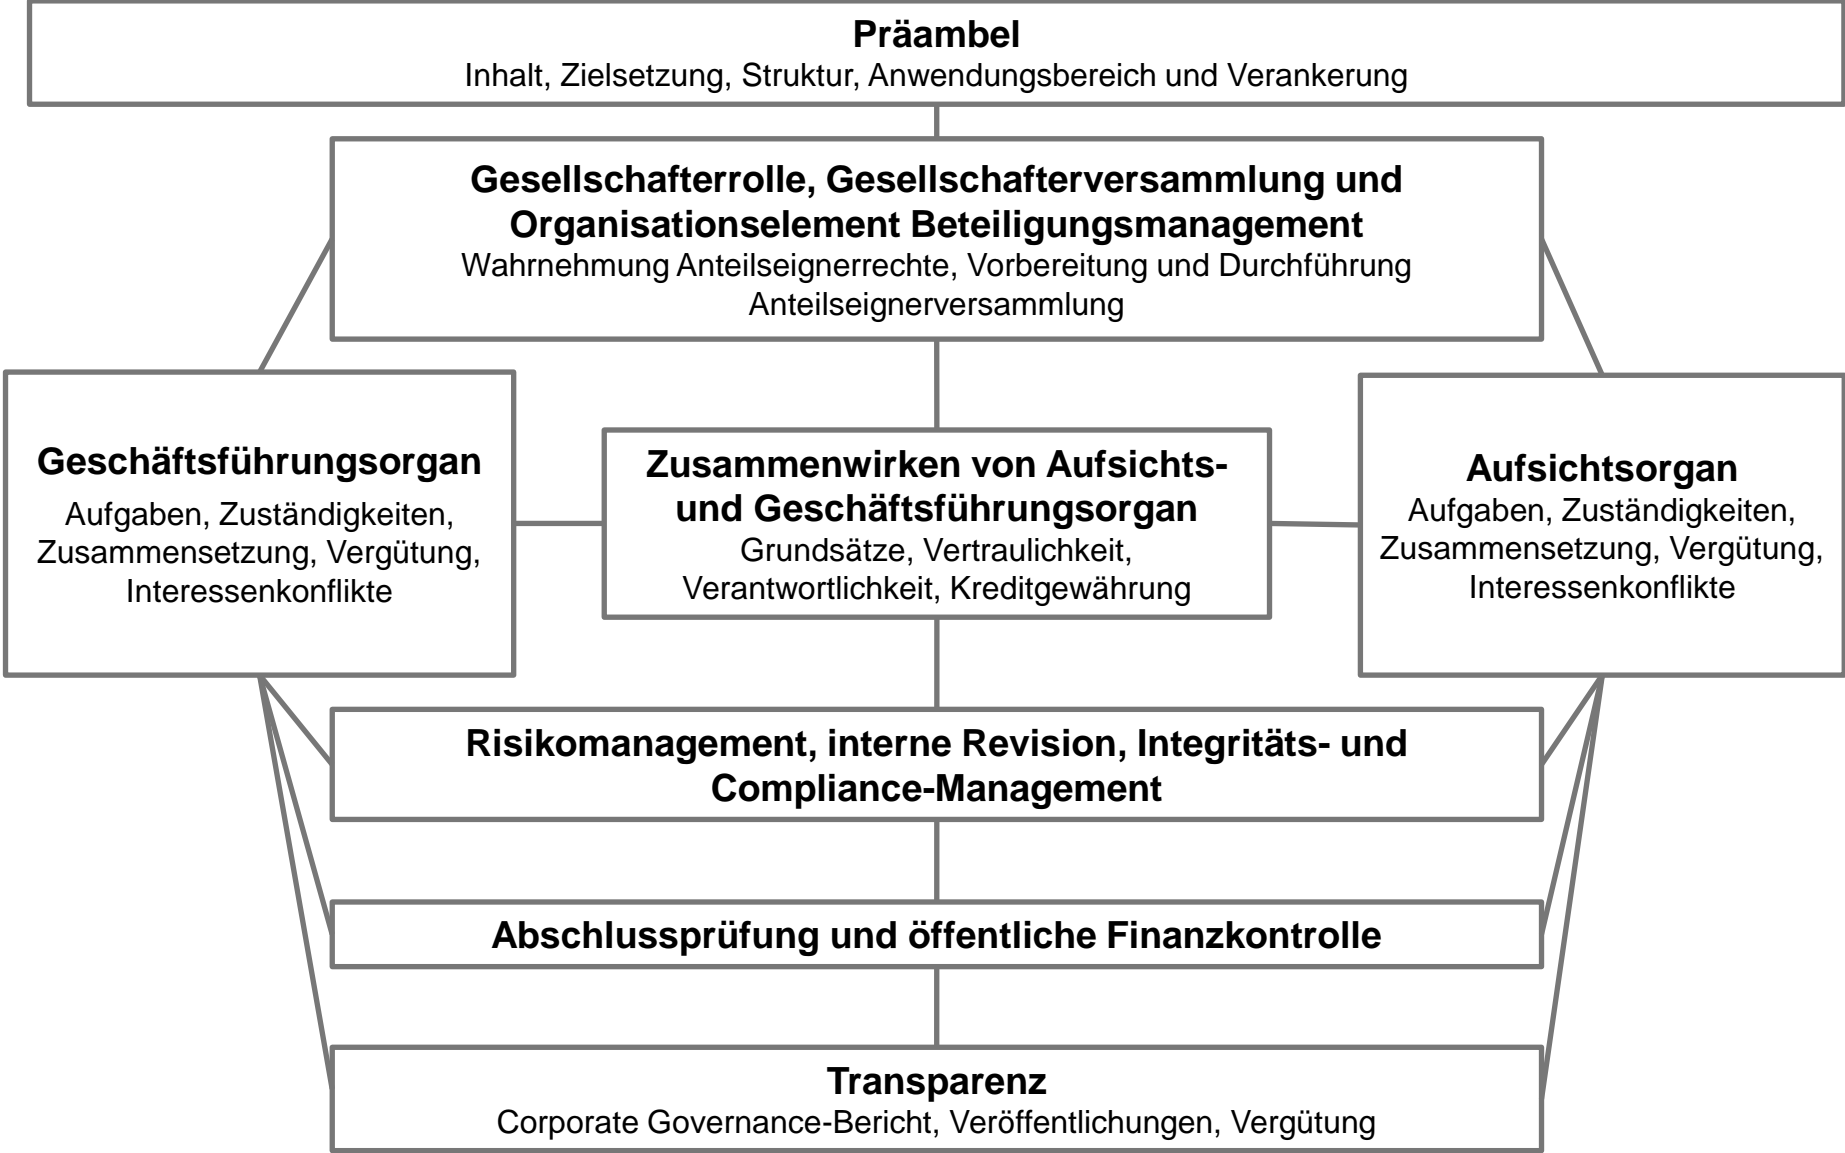 Präambel
Inhalt, Zielsetzung, Struktur, Anwendungsbereich und Verankerung
Gesellschafterrolle, Gesellschafterversammlung und
Organisationselement Beteiligungsmanagement
Wahrnehmung Anteilseignerrechte, Vorbereitung und Durchführung
Anteilseignerversammlung
Geschäftsführungsorgan
Aufgaben, Zuständigkeiten,
Zusammensetzung, Vergütung,
Interessenkonflikte
Zusammenwirken von Aufsichts-
und Geschäftsführungsorgan
Grundsätze, Vertraulichkeit,
Verantwortlichkeit, Kreditgewährung
Aufsichtsorgan
Aufgaben, Zuständigkeiten,
Zusammensetzung, Vergütung,
Interessenkonflikte
Risikomanagement, interne Revision, Integritäts- und
Compliance-Management
Abschlussprüfung und öffentliche Finanzkontrolle
Transparenz
Corporate Governance-Bericht, Veröffentlichungen, Vergütung